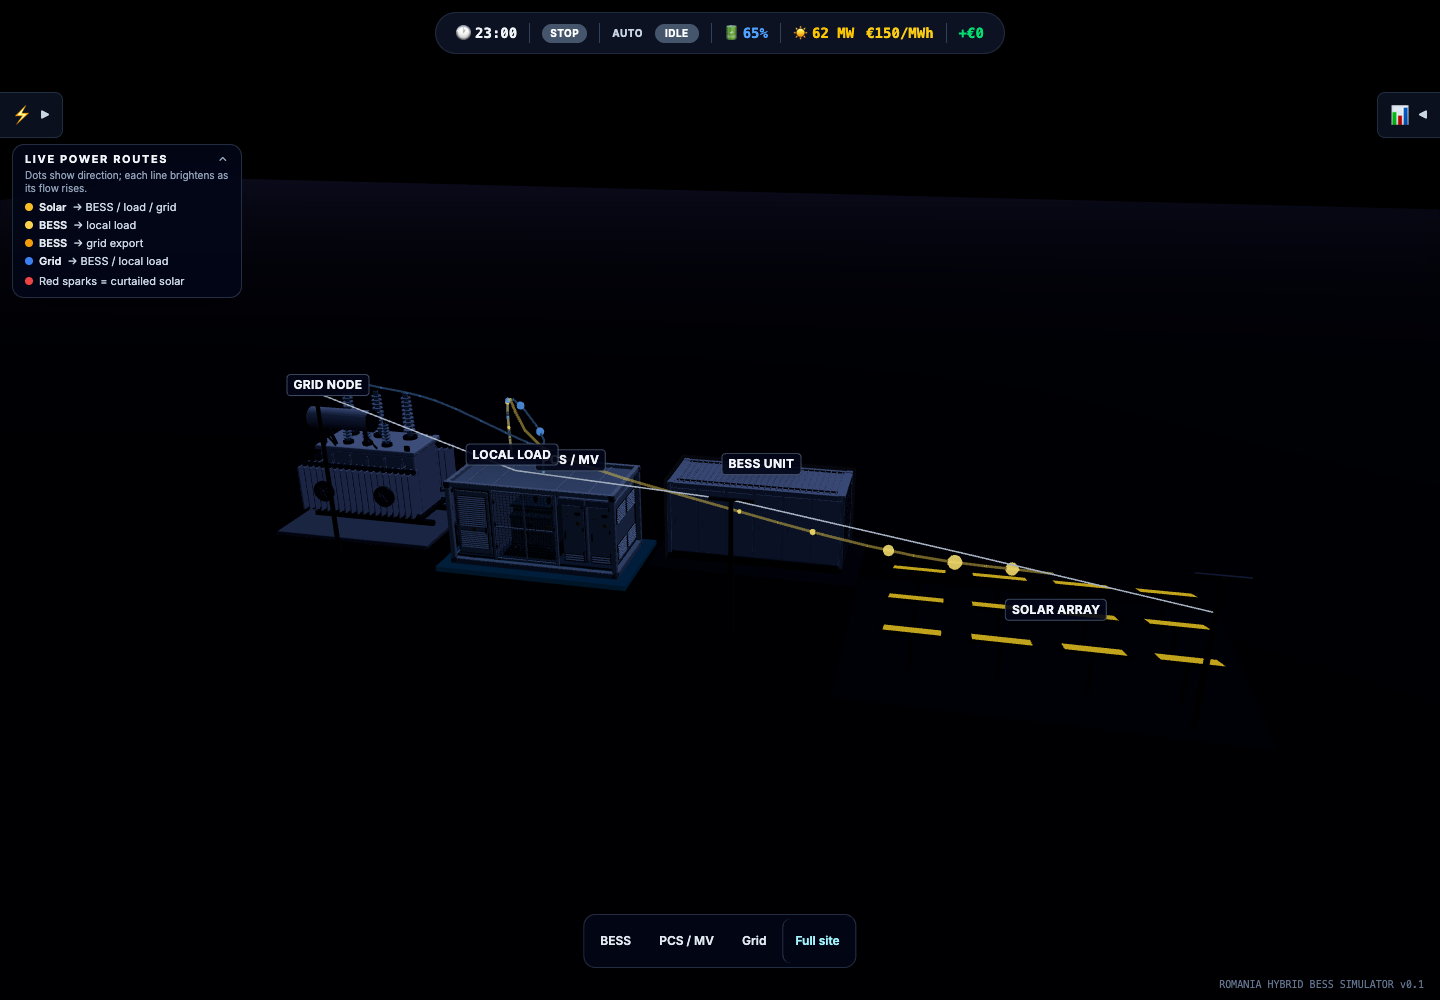 23:00 STOP AUTO IDLE 65% 62 MW €150/MWh +€0
LIVE POWER ROUTES
Dots show direction; each line brightens as
its flow rises.
Solar → BESS / load / grid
BESS → local load
BESS → grid export
Grid → BESS / local load
Red sparks = curtailed solar
GRID NODE
LOCAL LOAD
S / MV
BESS UNIT
SOLAR ARRAY
BESS PCS / MV Grid Full site
ROMANIA HYBRID BESS SIMULATOR v0.1